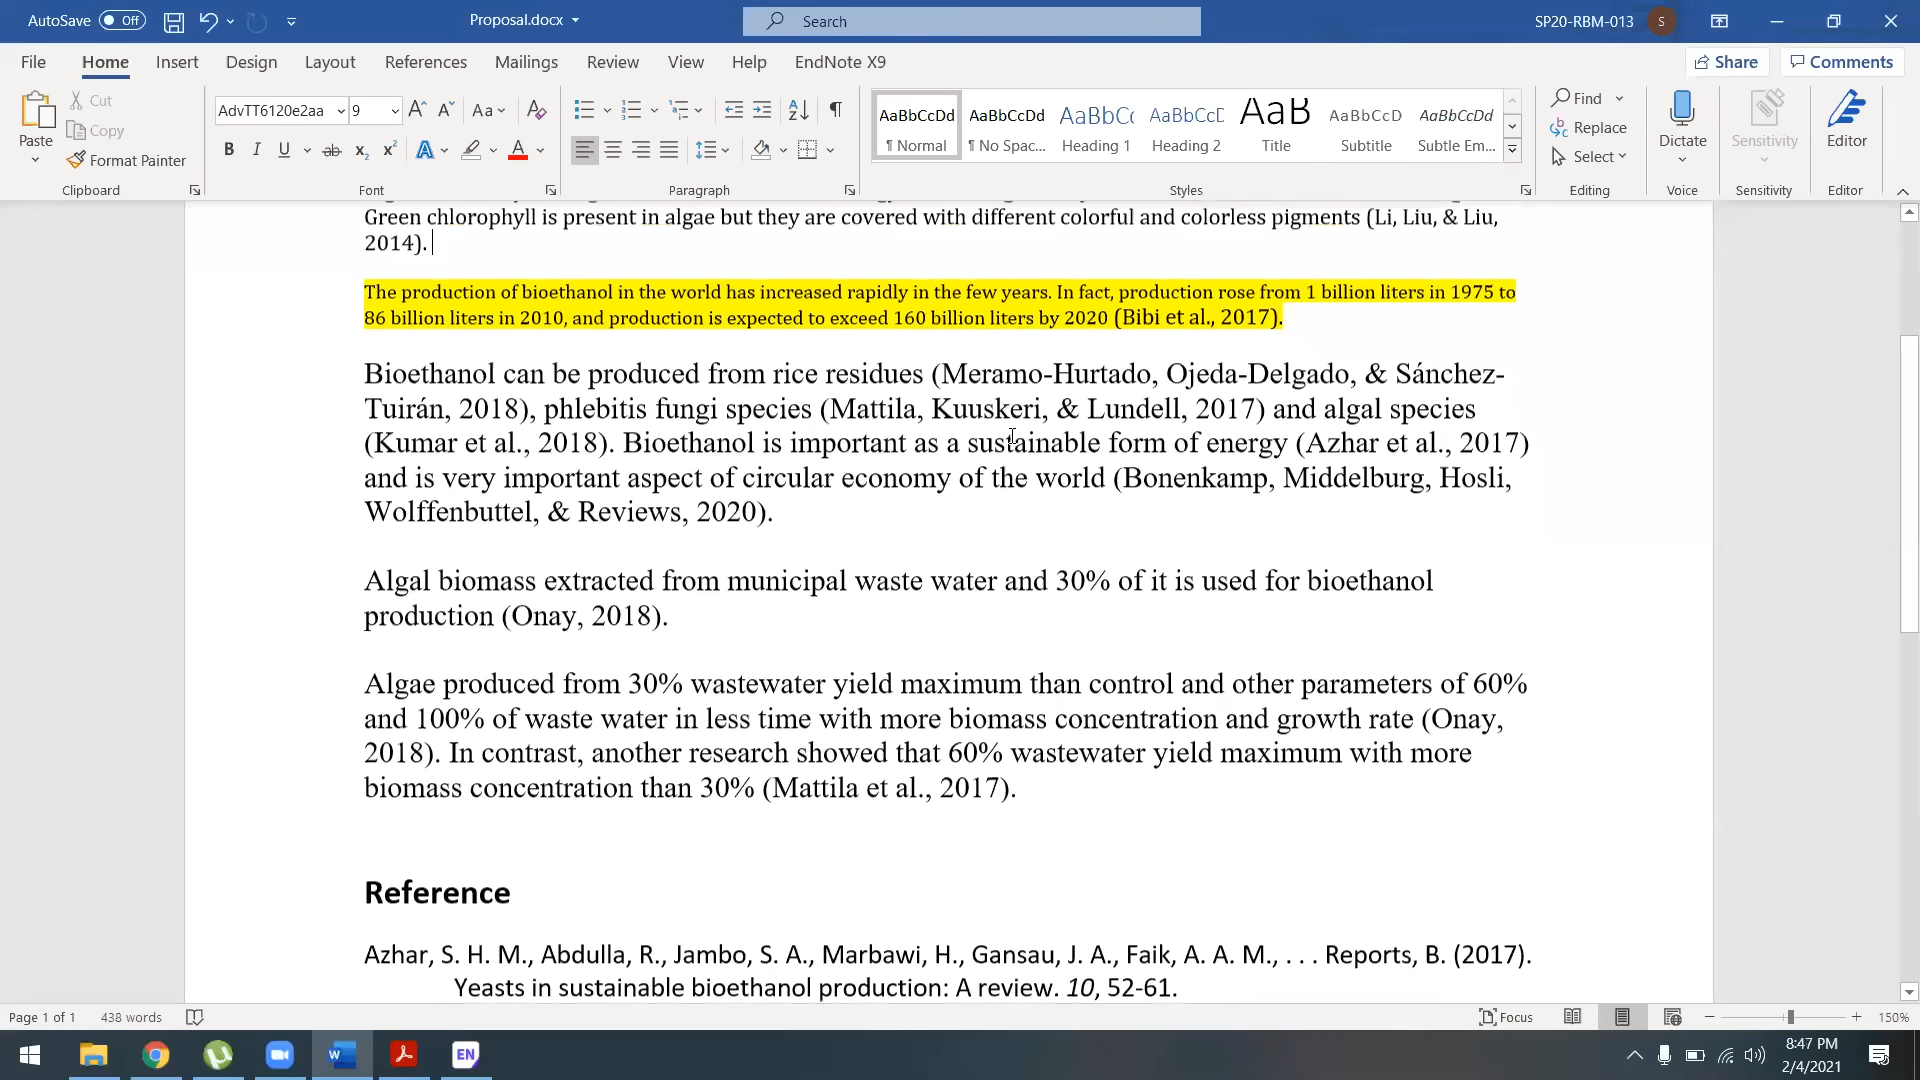 AutoSave Off Proposal.docx Search SP20-RBM-013 S
File Home Insert Design Layout References Mailings Review View Help EndNote X9 Share Comments
Paste Cut Copy Format Painter
AdvTT6120e2aa 9
AaBbCcDd ¶ Normal
AaBbCcDd ¶ No Spac...
AaBbCc Heading 1
AaBbCcC Heading 2
AaB Title
AaBbCcD Subtitle
AaBbCcDd Subtle Em...
Find Replace Select
Dictate Sensitivity Editor
Clipboard Font Paragraph Styles Editing Voice Sensitivity Editor
Green chlorophyll is present in algae but they are covered with different colorful and colorless pigments (Li, Liu, & Liu,
2014).
The production of bioethanol in the world has increased rapidly in the few years. In fact, production rose from 1 billion liters in 1975 to
86 billion liters in 2010, and production is expected to exceed 160 billion liters by 2020 (Bibi et al., 2017).
Bioethanol can be produced from rice residues (Meramo-Hurtado, Ojeda-Delgado, & Sánchez-
Tuirán, 2018), phlebitis fungi species (Mattila, Kuuskeri, & Lundell, 2017) and algal species
(Kumar et al., 2018). Bioethanol is important as a sustainable form of energy (Azhar et al., 2017)
and is very important aspect of circular economy of the world (Bonenkamp, Middelburg, Hosli,
Wolffenbuttel, & Reviews, 2020).
Algal biomass extracted from municipal waste water and 30% of it is used for bioethanol
production (Onay, 2018).
Algae produced from 30% wastewater yield maximum than control and other parameters of 60%
and 100% of waste water in less time with more biomass concentration and growth rate (Onay,
2018). In contrast, another research showed that 60% wastewater yield maximum with more
biomass concentration than 30% (Mattila et al., 2017).
Reference
Azhar, S. H. M., Abdulla, R., Jambo, S. A., Marbawi, H., Gansau, J. A., Faik, A. A. M., . . . Reports, B. (2017).
Yeasts in sustainable bioethanol production: A review. 10, 52-61.
Page 1 of 1 438 words Focus 150%
8:47 PM
2/4/2021